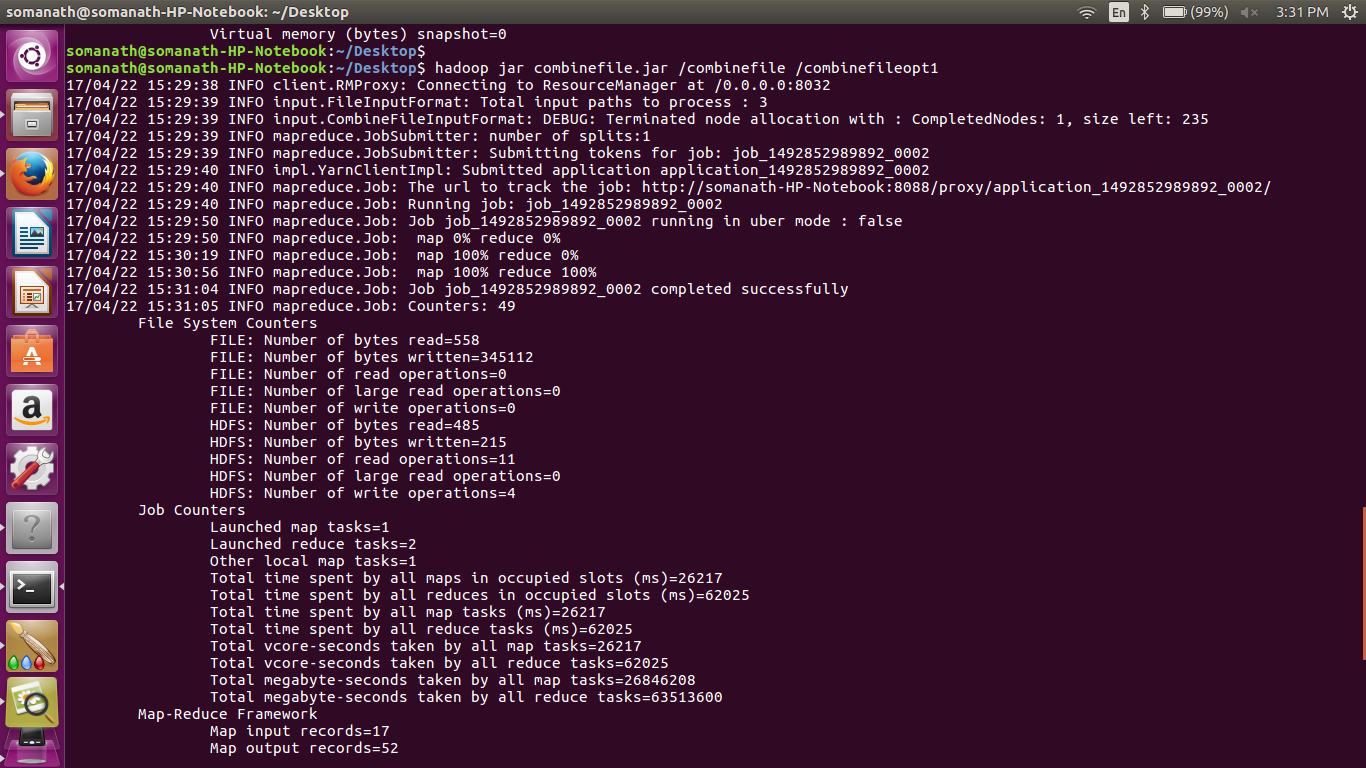 somanath@somanath-HP-Notebook: ~/Desktop
En (99%) 3:31 PM
Virtual memory (bytes) snapshot=0
somanath@somanath-HP-Notebook:~/Desktop$
somanath@somanath-HP-Notebook:~/Desktop$ hadoop jar combinefile.jar /combinefile /combinefileopt1
17/04/22 15:29:38 INFO client.RMProxy: Connecting to ResourceManager at /0.0.0.0:8032
17/04/22 15:29:39 INFO input.FileInputFormat: Total input paths to process : 3
17/04/22 15:29:39 INFO input.CombineFileInputFormat: DEBUG: Terminated node allocation with : CompletedNodes: 1, size left: 235
17/04/22 15:29:39 INFO mapreduce.JobSubmitter: number of splits:1
17/04/22 15:29:39 INFO mapreduce.JobSubmitter: Submitting tokens for job: job_1492852989892_0002
17/04/22 15:29:40 INFO impl.YarnClientImpl: Submitted application application_1492852989892_0002
17/04/22 15:29:40 INFO mapreduce.Job: The url to track the job: http://somanath-HP-Notebook:8088/proxy/application_1492852989892_0002/
17/04/22 15:29:40 INFO mapreduce.Job: Running job: job_1492852989892_0002
17/04/22 15:29:50 INFO mapreduce.Job: Job job_1492852989892_0002 running in uber mode : false
17/04/22 15:29:50 INFO mapreduce.Job:  map 0% reduce 0%
17/04/22 15:30:19 INFO mapreduce.Job:  map 100% reduce 0%
17/04/22 15:30:56 INFO mapreduce.Job:  map 100% reduce 100%
17/04/22 15:31:04 INFO mapreduce.Job: Job job_1492852989892_0002 completed successfully
17/04/22 15:31:05 INFO mapreduce.Job: Counters: 49
File System Counters
FILE: Number of bytes read=558
FILE: Number of bytes written=345112
FILE: Number of read operations=0
FILE: Number of large read operations=0
FILE: Number of write operations=0
HDFS: Number of bytes read=485
HDFS: Number of bytes written=215
HDFS: Number of read operations=11
HDFS: Number of large read operations=0
HDFS: Number of write operations=4
Job Counters
Launched map tasks=1
Launched reduce tasks=2
Other local map tasks=1
Total time spent by all maps in occupied slots (ms)=26217
Total time spent by all reduces in occupied slots (ms)=62025
Total time spent by all map tasks (ms)=26217
Total time spent by all reduce tasks (ms)=62025
Total vcore-seconds taken by all map tasks=26217
Total vcore-seconds taken by all reduce tasks=62025
Total megabyte-seconds taken by all map tasks=26846208
Total megabyte-seconds taken by all reduce tasks=63513600
Map-Reduce Framework
Map input records=17
Map output records=52